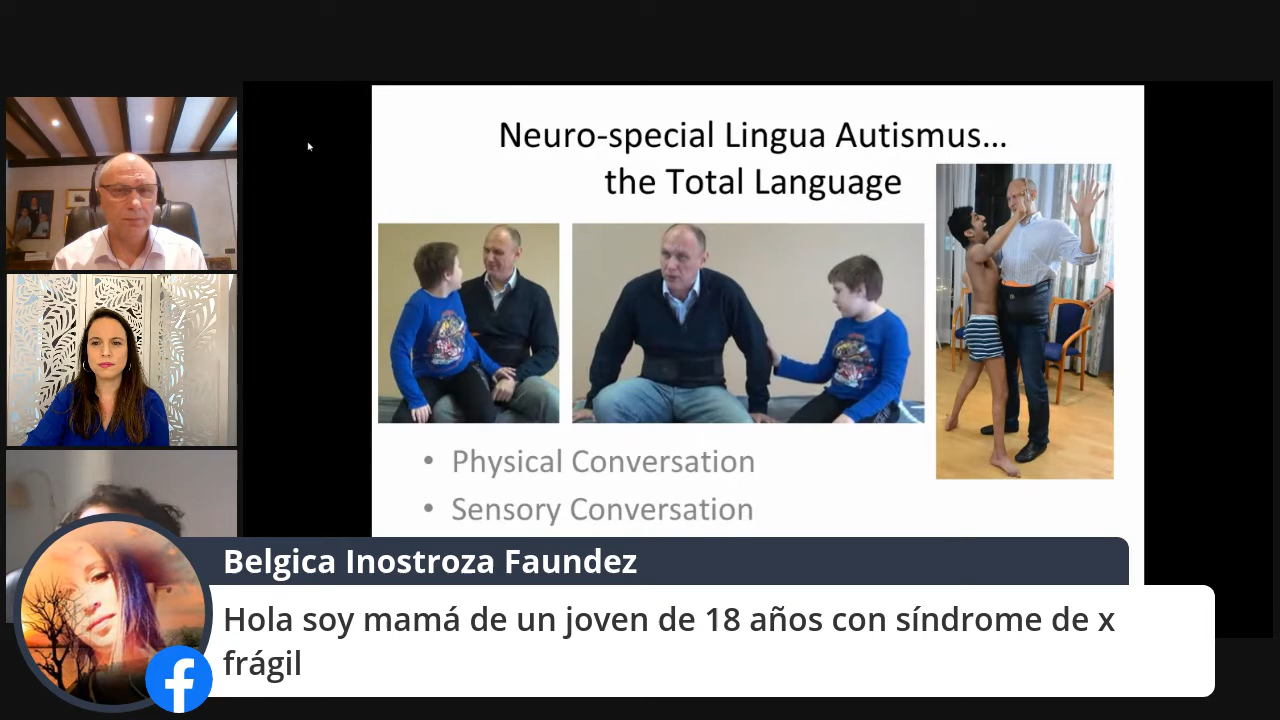 Neuro-special Lingua Autismus...
the Total Language
• Physical Conversation
• Sensory Conversation
Belgica Inostroza Faundez
Hola soy mamá de un joven de 18 años con síndrome de x
frágil